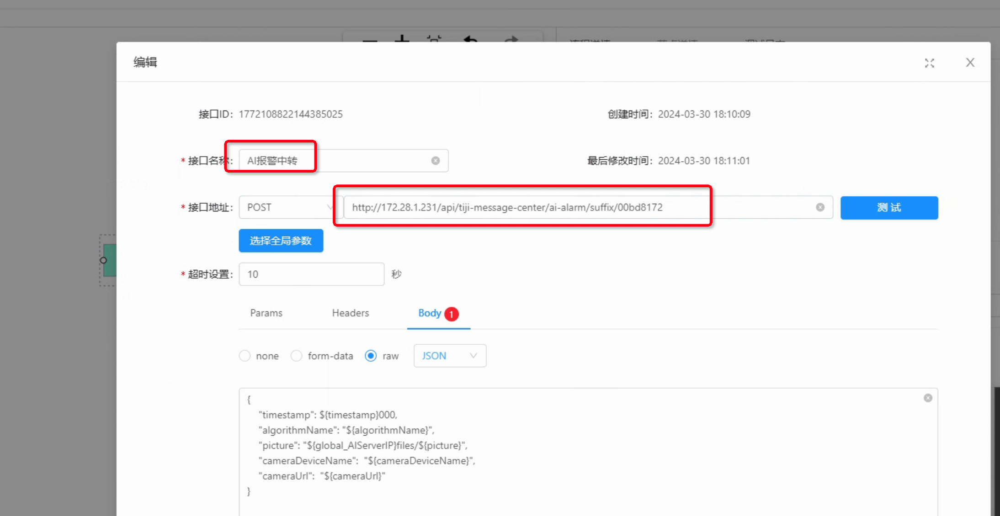 编辑
接口ID: 1772108822144385025
创建时间: 2024-03-30 18:10:09
* 接口名称: AI报警中转
最后修改时间: 2024-03-30 18:11:01
* 接口地址: POST http://172.28.1.231/api/tiji-message-center/ai-alarm/suffix/00bd8172 测 试
选择全局参数
* 超时设置: 10 秒
Params Headers Body 1
none form-data raw JSON
{
"timestamp": ${timestamp}000,
"algorithmName": "${algorithmName}",
"picture": "${global_AIServerIP}files/${picture}",
"cameraDeviceName": "${cameraDeviceName}",
"cameraUrl": "${cameraUrl}"
}